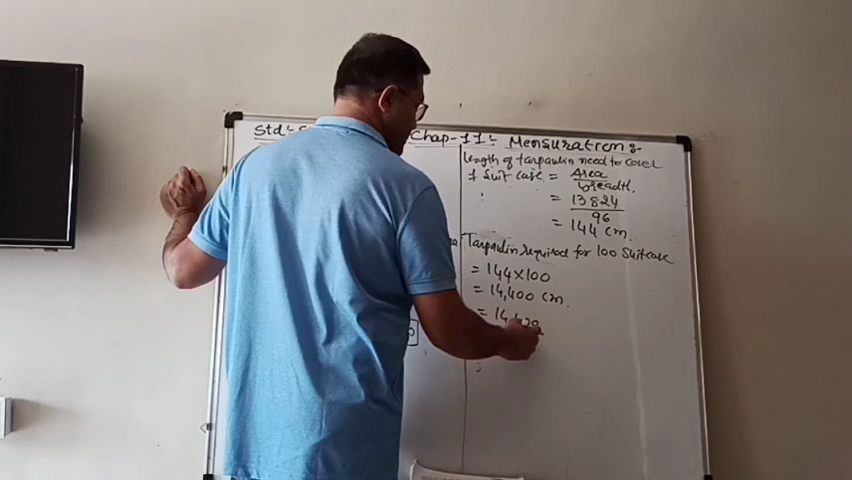 Std:-
Chap-11:- Mensuration:-
length of tarpaulin need to cover
1 Suit case = Area
breadth.
= 13824
96
= 144 cm.
Tarpaulin required for 100 Suitcase
= 144×100
= 14,400 cm.